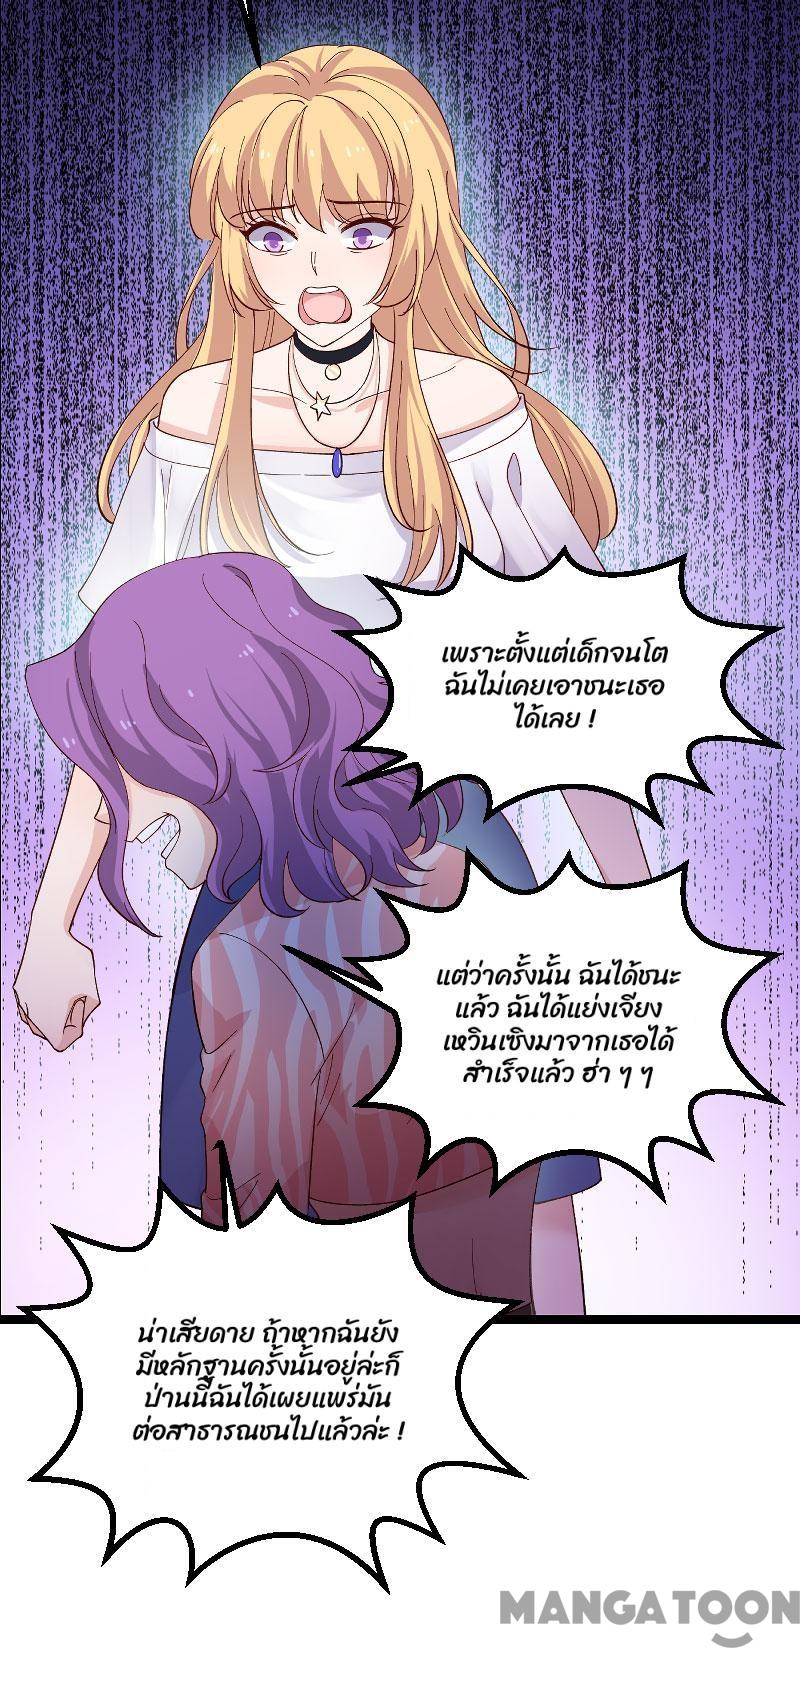 เพราะตั้งแต่เด็กจนโต
ฉันไม่เคยเอาชนะเธอ
ได้เลย !
แต่ว่าครั้งนั้น ฉันได้ชนะ
แล้ว ฉันได้แย่งเจียง
เหวินเซิงมาจากเธอได้
สำเร็จแล้ว ฮ่า ๆ ๆ
น่าเสียดาย ถ้าหากฉันยัง
มีหลักฐานครั้งนั้นอยู่ล่ะก็
ป่านนี้ฉันได้เผยแพร่มัน
ต่อสาธารณชนไปแล้วล่ะ !
MANGATOON